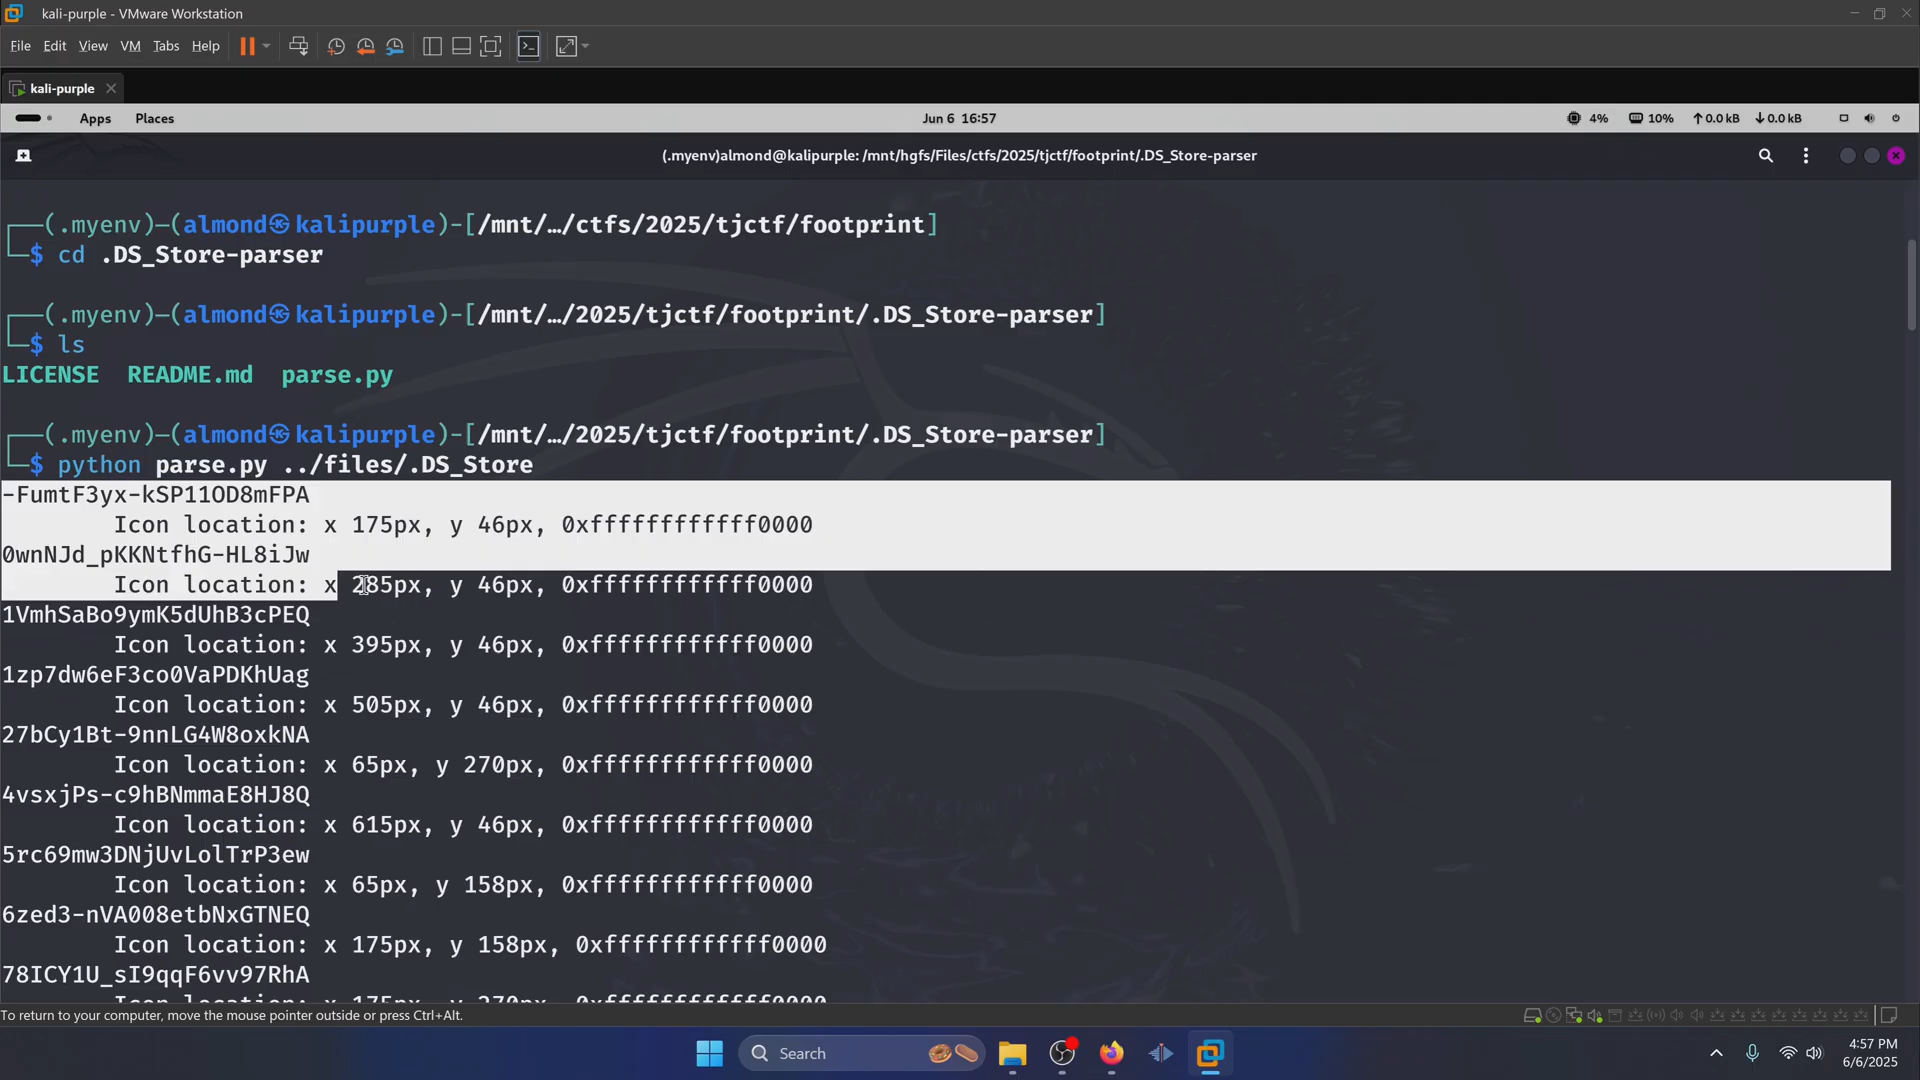 kali-purple - VMware Workstation
File Edit View VM Tabs Help
kali-purple
Apps Places Jun 6 16:57 4% 10% ↑0.0 kB ↓0.0 kB
(.myenv)almond@kalipurple: /mnt/hgfs/Files/ctfs/2025/tjctf/footprint/.DS_Store-parser
┌──(.myenv)─(almond㉿kalipurple)-[/mnt/…/ctfs/2025/tjctf/footprint]
└─$ cd .DS_Store-parser
┌──(.myenv)─(almond㉿kalipurple)-[/mnt/…/2025/tjctf/footprint/.DS_Store-parser]
└─$ ls
LICENSE README.md parse.py
┌──(.myenv)─(almond㉿kalipurple)-[/mnt/…/2025/tjctf/footprint/.DS_Store-parser]
└─$ python parse.py ../files/.DS_Store
-FumtF3yx-kSP11OD8mFPA
Icon location: x 175px, y 46px, 0xffffffffffff0000
0wnNJd_pKKNtfhG-HL8iJw
Icon location: x 285px, y 46px, 0xffffffffffff0000
1VmhSaBo9ymK5dUhB3cPEQ
Icon location: x 395px, y 46px, 0xffffffffffff0000
1zp7dw6eF3co0VaPDKhUag
Icon location: x 505px, y 46px, 0xffffffffffff0000
27bCy1Bt-9nnLG4W8oxkNA
Icon location: x 65px, y 270px, 0xffffffffffff0000
4vsxjPs-c9hBNmmaE8HJ8Q
Icon location: x 615px, y 46px, 0xffffffffffff0000
5rc69mw3DNjUvLolTrP3ew
Icon location: x 65px, y 158px, 0xffffffffffff0000
6zed3-nVA008etbNxGTNEQ
Icon location: x 175px, y 158px, 0xffffffffffff0000
78ICY1U_sI9qqF6vv97RhA
Icon location: x 175px, y 270px, 0xffffffffffff0000
To return to your computer, move the mouse pointer outside or press Ctrl+Alt.
Search
4:57 PM
6/6/2025